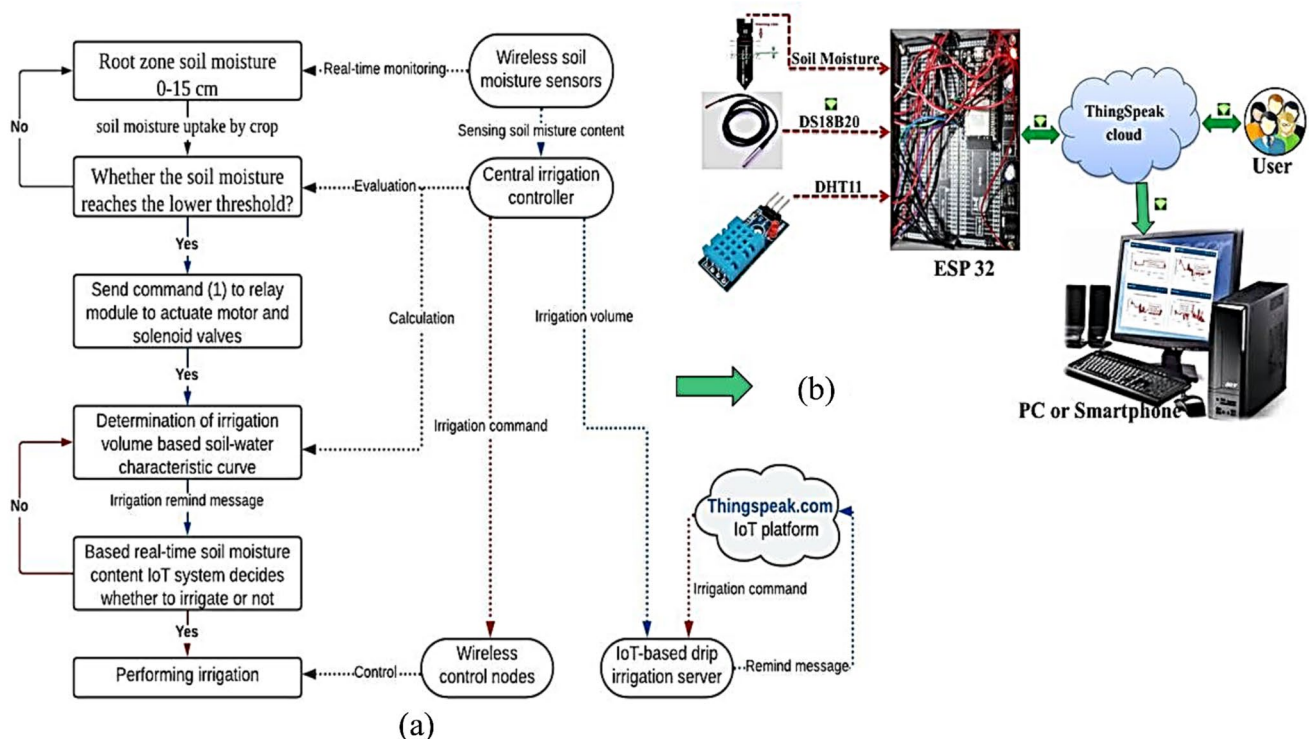 Root zone soil moisture
0-15 cm
Real-time monitoring
Wireless soil
moisture sensors
No
soil moisture uptake by crop
Sensing soil misture content
Whether the soil moisture
reaches the lower threshold?
Evaluation
Central irrigation
controller
Yes
Send command (1) to relay
module to actuate motor and
solenoid valves
Calculation
Irrigation volume
Yes
Determination of irrigation
volume based soil-water
characteristic curve
Irrigation command
No
Irrigation remind message
Thingspeak.com
IoT platform
Based real-time soil moisture
content IoT system decides
whether to irrigate or not
Irrigation command
Yes
Performing irrigation
Control
Wireless
control nodes
IoT-based drip
irrigation server
Remind message
(a)
Soil Moisture
DS18B20
DHT11
ESP 32
ThingSpeak
cloud
User
PC or Smartphone
(b)